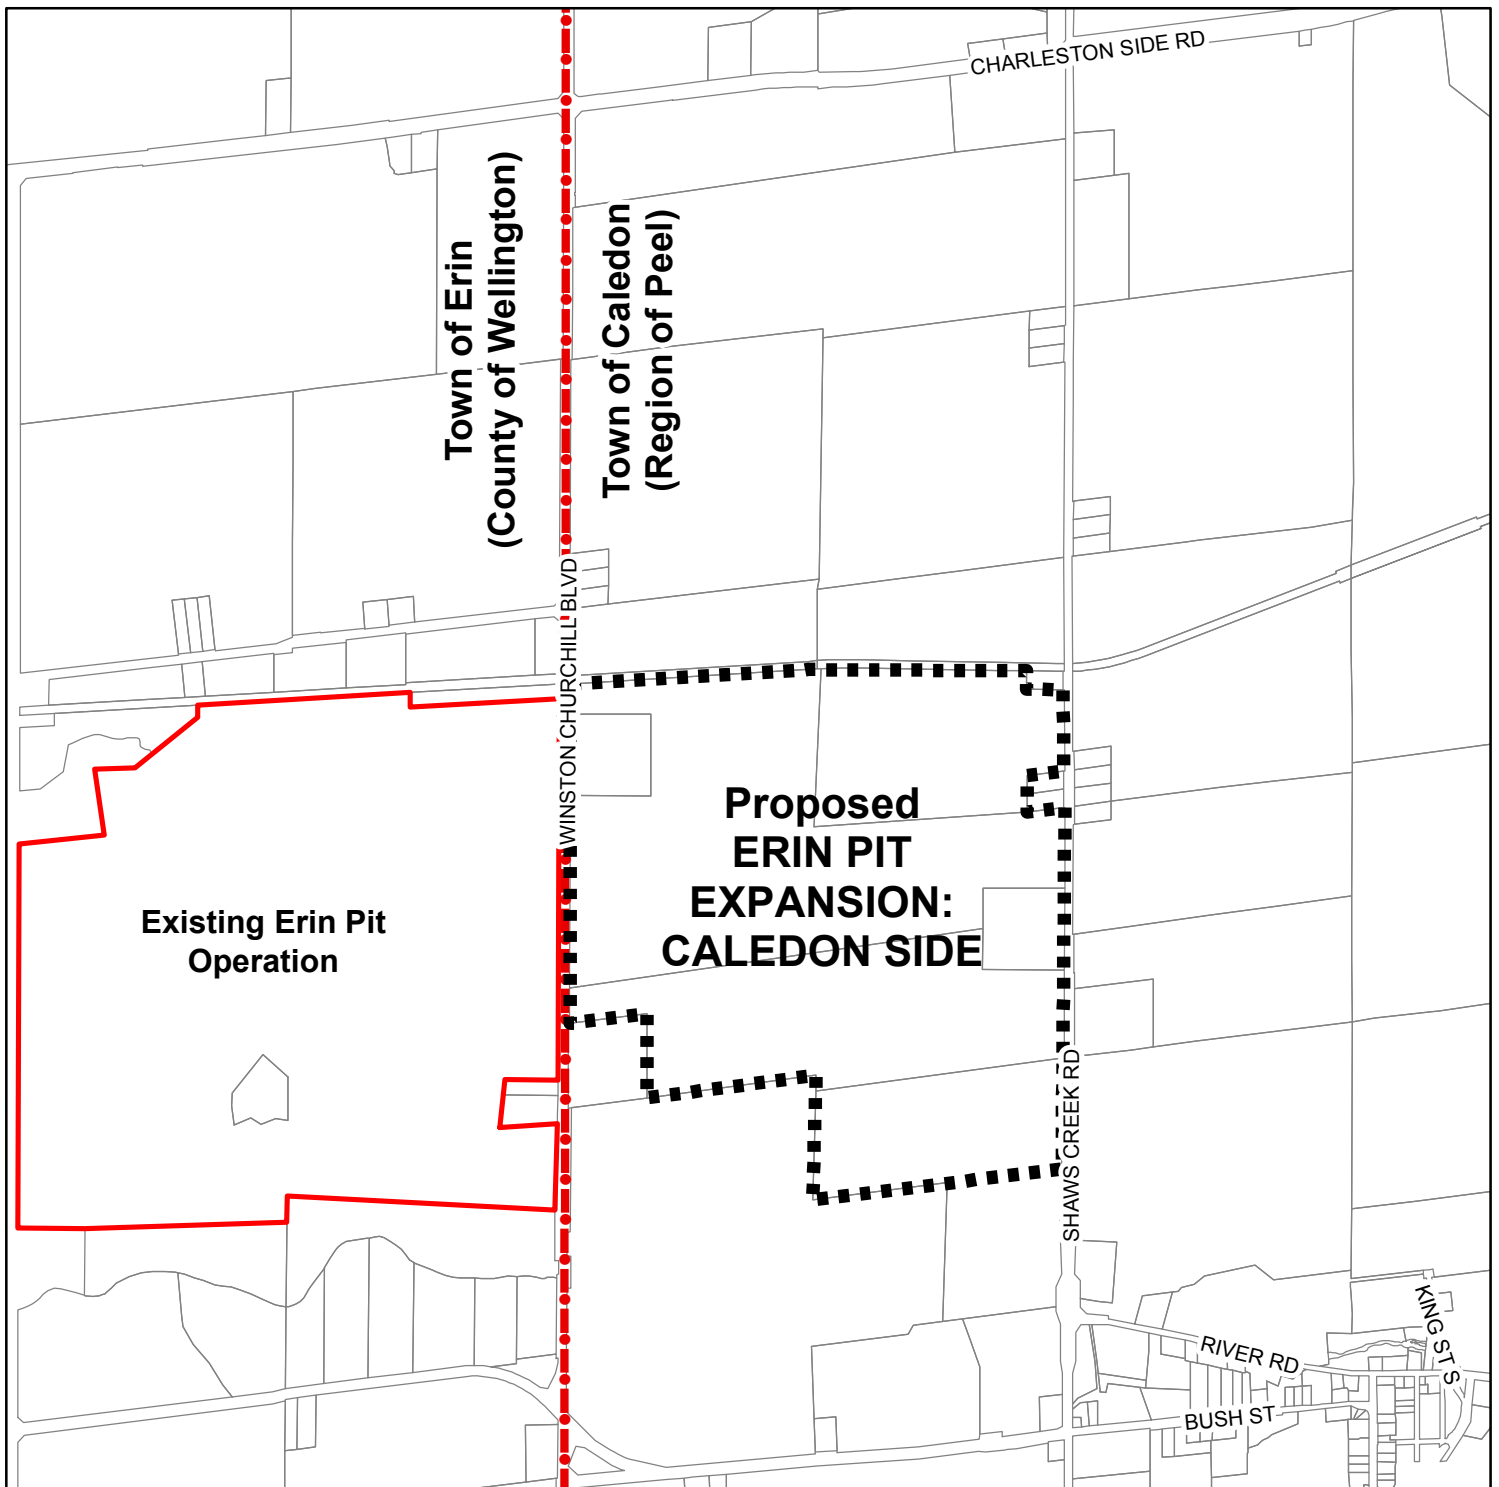 CHARLESTON SIDE RD
Town of Erin
(County of Wellington)
Town of Caledon
(Region of Peel)
WINSTON CHURCHILL BLVD
Proposed
ERIN PIT
EXPANSION:
CALEDON SIDE
Existing Erin Pit
Operation
SHAWS CREEK RD
KING ST S
RIVER RD
BUSH ST